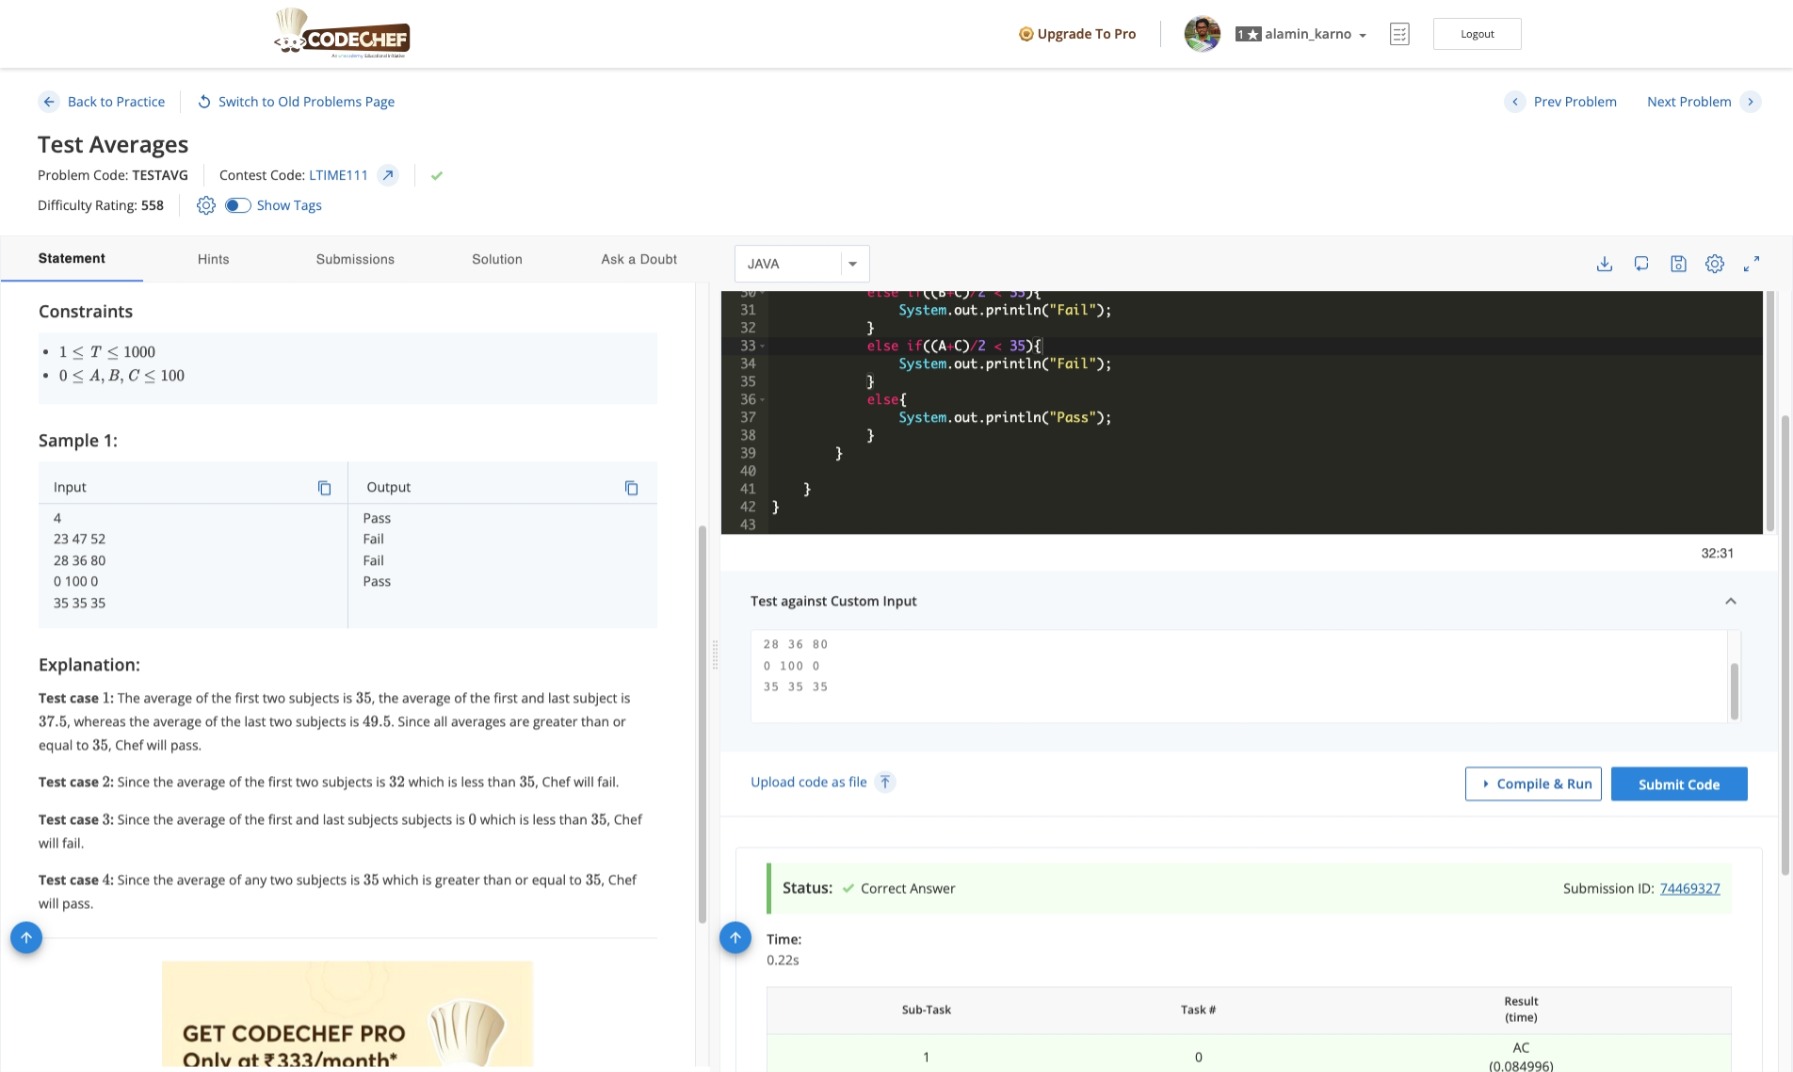 CODECHEF
Upgrade To Pro
1★ alamin_karno
Logout
Back to Practice
Switch to Old Problems Page
Prev Problem
Next Problem
Test Averages
Problem Code: TESTAVG
Contest Code: LTIME111
Difficulty Rating: 558
Show Tags
Statement
Hints
Submissions
Solution
Ask a Doubt
Constraints
• 1 ≤ T ≤ 1000
• 0 ≤ A, B, C ≤ 100
Sample 1:
Input
Output
4
23 47 52
28 36 80
0 100 0
35 35 35
Pass
Fail
Fail
Pass
Explanation:
Test case 1: The average of the first two subjects is 35, the average of the first and last subject is
37.5, whereas the average of the last two subjects is 49.5. Since all averages are greater than or
equal to 35, Chef will pass.
Test case 2: Since the average of the first two subjects is 32 which is less than 35, Chef will fail.
Test case 3: Since the average of the first and last subjects subjects is 0 which is less than 35, Chef
will fail.
Test case 4: Since the average of any two subjects is 35 which is greater than or equal to 35, Chef
will pass.
GET CODECHEF PRO
Only at ₹333/month*
JAVA
30 else if((B+C)/2 < 35){
31 System.out.println("Fail");
32 }
33 else if((A+C)/2 < 35){
34 System.out.println("Fail");
35 }
36 else{
37 System.out.println("Pass");
38 }
39 }
40
41 }
42 }
43
32:31
Test against Custom Input
28 36 80
0 100 0
35 35 35
Upload code as file
Compile & Run
Submit Code
Status: Correct Answer
Submission ID: 74469327
Time:
0.22s
Sub-Task
Task #
Result
(time)
1
0
AC
(0.084996)